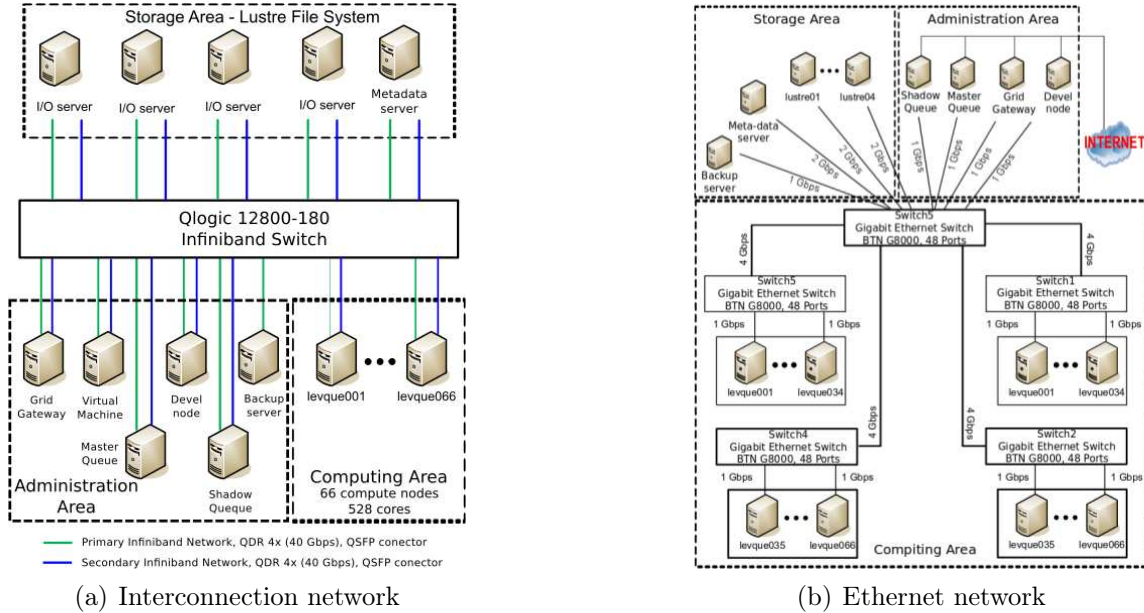 Storage Area - Lustre File System
I/O server
I/O server
I/O server
I/O server
Metadata
server
Qlogic 12800-180
Infiniband Switch
Grid
Gateway
Virtual
Machine
Devel
node
Backup
server
levque001
levque066
Master
Queue
Shadow
Queque
Administration
Area
Computing Area
66 compute nodes
528 cores
Primary Infiniband Network, QDR 4x (40 Gbps), QSFP conector
Secondary Infiniband Network, QDR 4x (40 Gbps), QSFP conector
(a) Interconnection network
Storage Area
Administration Area
lustre01
lustre04
Shadow
Queue
Master
Queue
Grid
Gateway
Devel
node
Meta-data
server
Backup
server
INTERNET
2 Gbps
2 Gbps
2 Gbps
1 Gbps
1 Gbps
1 Gbps
1 Gbps
1 Gbps
Switch5
Gigabit Ethernet Switch
BTN G8000, 48 Ports
4 Gbps
4 Gbps
Switch5
Gigabit Ethernet Switch
BTN G8000, 48 Ports
Switch1
Gigabit Ethernet Switch
BTN G8000, 48 Ports
1 Gbps
1 Gbps
1 Gbps
1 Gbps
levque001
levque034
levque001
levque034
4 Gbps
4 Gbps
Switch4
Gigabit Ethernet Switch
BTN G8000, 48 Ports
Switch2
Gigabit Ethernet Switch
BTN G8000, 48 Ports
1 Gbps
1 Gbps
1 Gbps
1 Gbps
levque035
levque066
levque035
levque066
Compiting Area
(b) Ethernet network